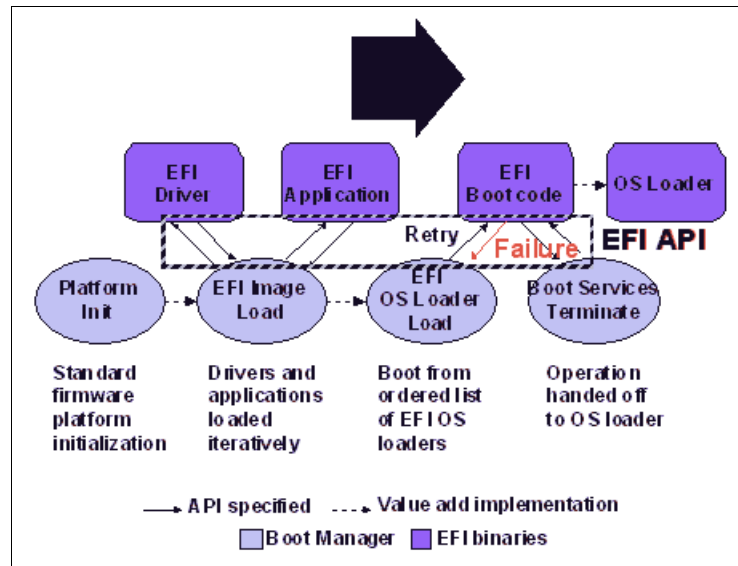 EFI
Driver
EFI
Application
EFI
Boot code
OS Loader
Retry
Failure
EFI API
Platform
Init
EFI Image
Load
EFI
OS Loader
Load
Boot Services
Terminate
Standard
firmware
platform
initialization
Drivers and
applications
loaded
iteratively
Boot from
ordered list
of EFI OS
loaders
Operation
handed off
to OS loader
API specified
Value add implementation
Boot Manager
EFI binaries